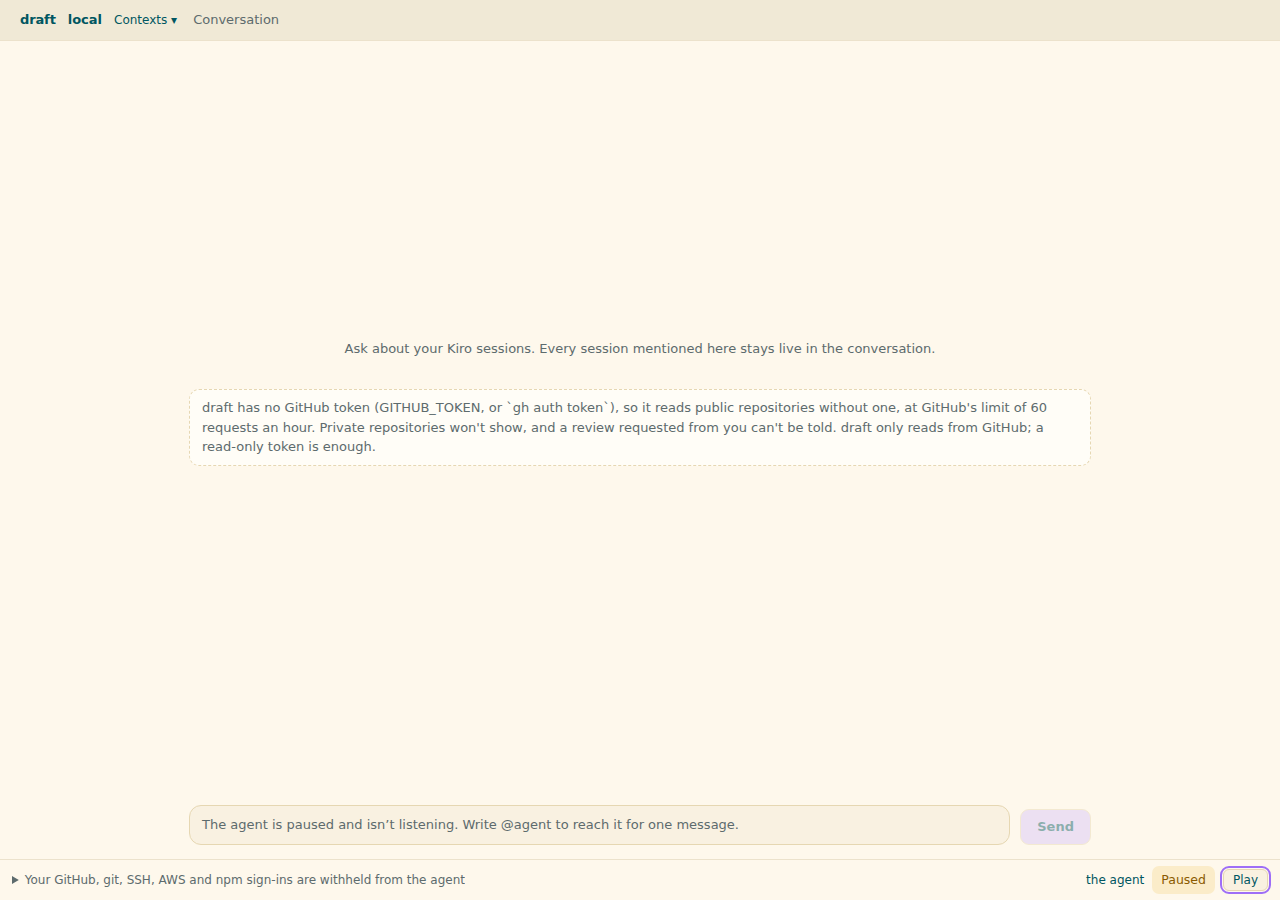 draft local Contexts ▾ Conversation
Ask about your Kiro sessions. Every session mentioned here stays live in the conversation.
draft has no GitHub token (GITHUB_TOKEN, or `gh auth token`), so it reads public repositories without one, at GitHub's limit of 60
requests an hour. Private repositories won't show, and a review requested from you can't be told. draft only reads from GitHub; a
read-only token is enough.
The agent is paused and isn’t listening. Write @agent to reach it for one message.
Send
▶ Your GitHub, git, SSH, AWS and npm sign-ins are withheld from the agent
the agent Paused Play